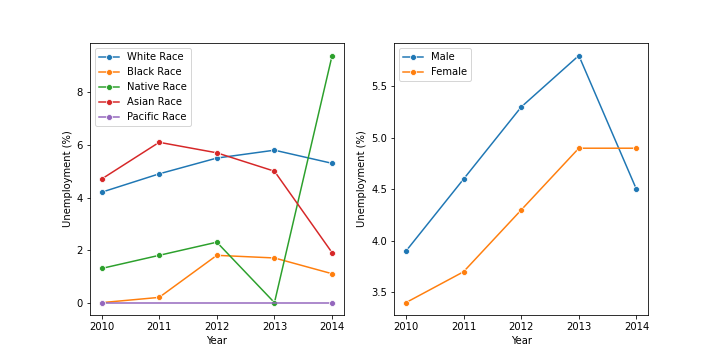 White Race
Black Race
Native Race
Asian Race
Pacific Race
Unemployment (%)
8
6
4
2
0
2010 2011 2012 2013 2014
Year
Male
Female
Unemployment (%)
5.5
5.0
4.5
4.0
3.5
2010 2011 2012 2013 2014
Year